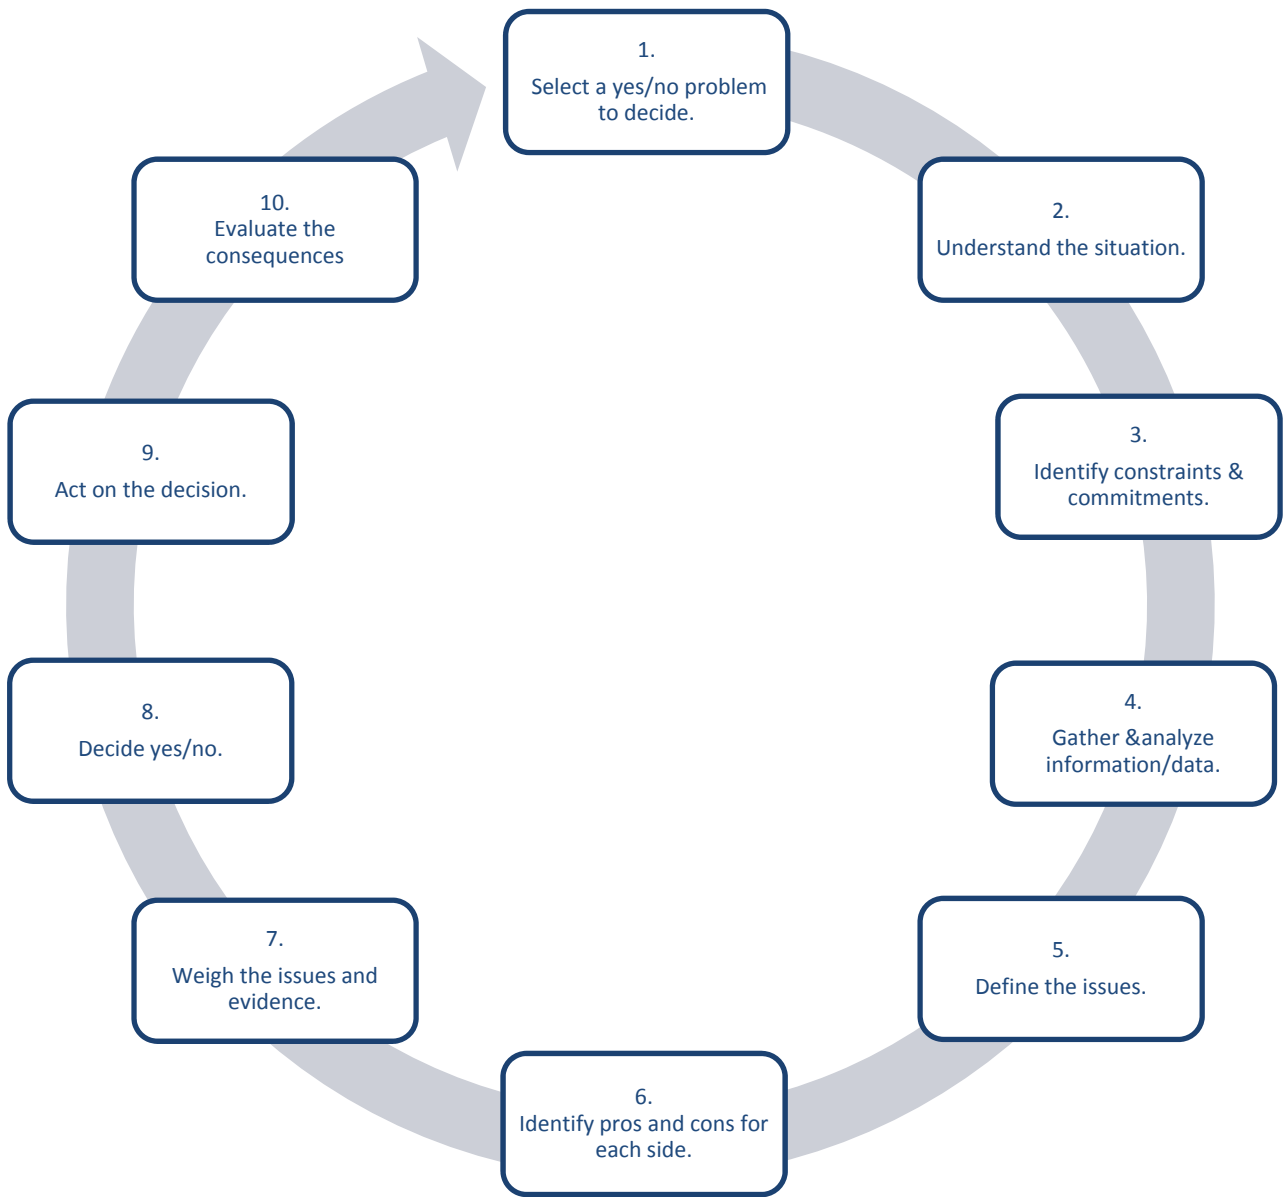 1.
Select a yes/no problem
to decide.
2.
Understand the situation.
3.
Identify constraints &
commitments.
4.
Gather &analyze
information/data.
5.
Define the issues.
6.
Identify pros and cons for
each side.
7.
Weigh the issues and
evidence.
8.
Decide yes/no.
9.
Act on the decision.
10.
Evaluate the
consequences